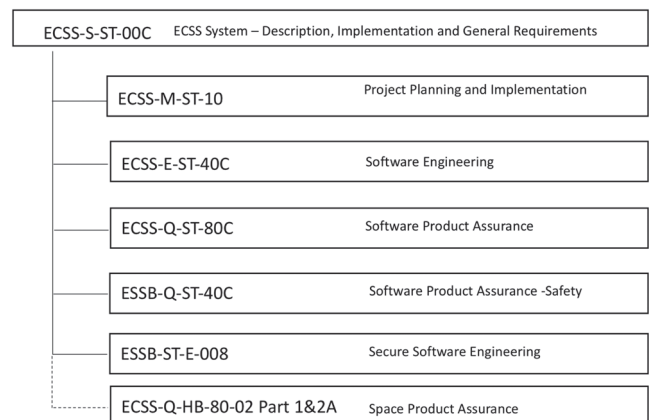 ECSS-S-ST-00C ECSS System – Description, Implementation and General Requirements
ECSS-M-ST-10 Project Planning and Implementation
ECSS-E-ST-40C Software Engineering
ECSS-Q-ST-80C Software Product Assurance
ESSB-Q-ST-40C Software Product Assurance -Safety
ESSB-ST-E-008 Secure Software Engineering
ECSS-Q-HB-80-02 Part 1&2A Space Product Assurance